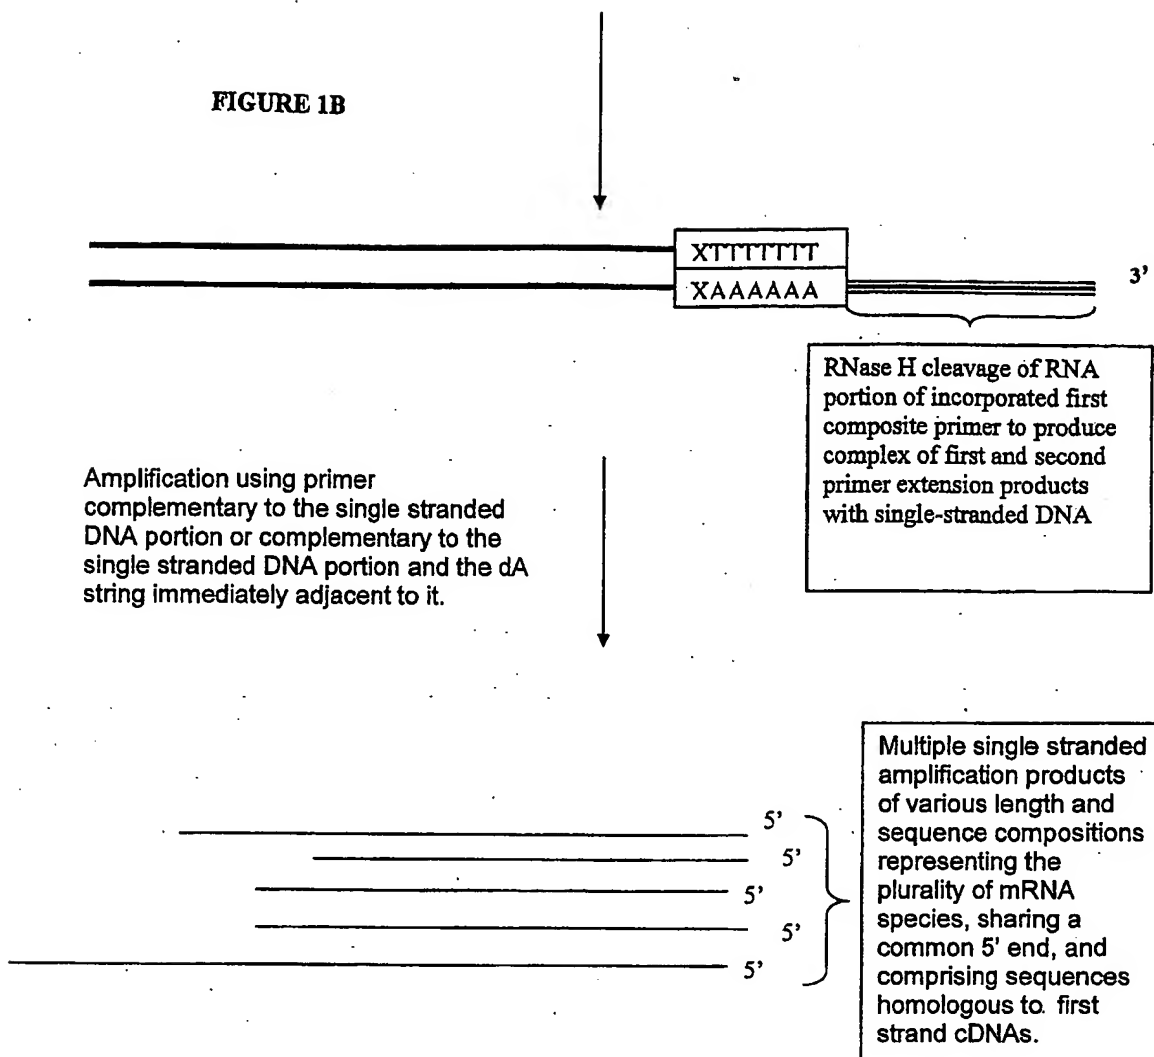 FIGURE 1B
XTTTTTTT
XAAAAAA
3'
RNase H cleavage of RNA
portion of incorporated first
composite primer to produce
complex of first and second
primer extension products
with single-stranded DNA
Amplification using primer
complementary to the single stranded
DNA portion or complementary to the
single stranded DNA portion and the dA
string immediately adjacent to it.
5'
5'
5'
5'
5'
Multiple single stranded
amplification products
of various length and
sequence compositions
representing the
plurality of mRNA
species, sharing a
common 5' end, and
comprising sequences
homologous to first
strand cDNAs.